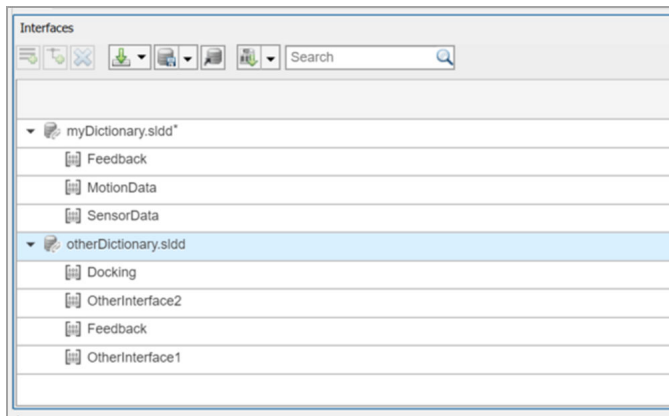 Interfaces
Search
myDictionary.sldd*
Feedback
MotionData
SensorData
otherDictionary.sldd
Docking
OtherInterface2
Feedback
OtherInterface1